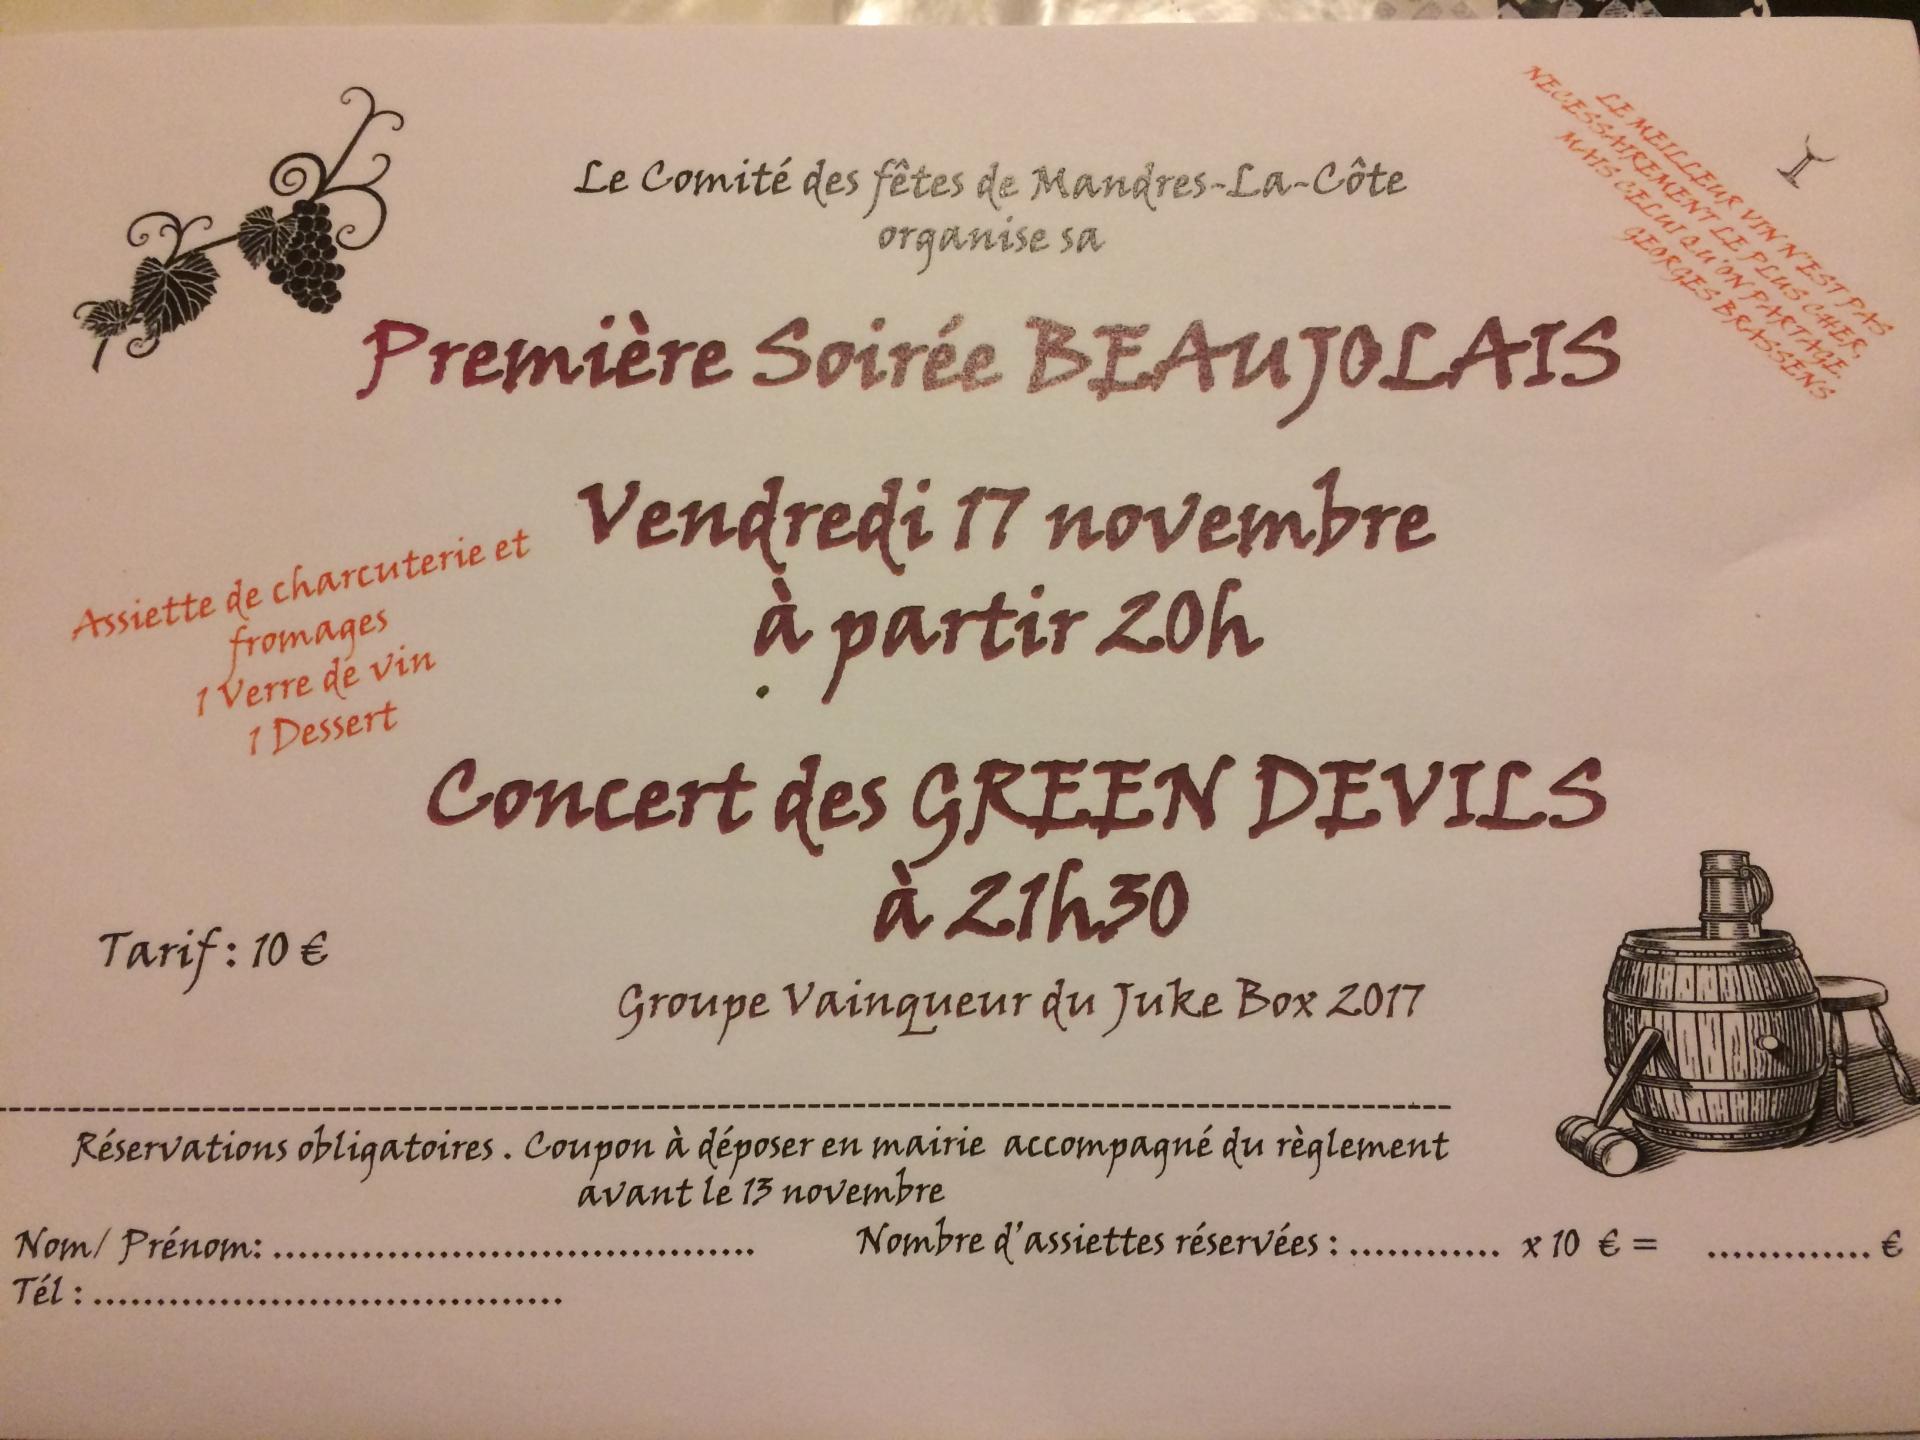 LE MEILLEUR VIN N'EST PAS
NECESSAIREMENT LE PLUS CHER,
MAIS CELUI QU'ON PARTAGE.
GEORGES BRASSENS
Le Comité des fêtes de Mandres-La-Côte
organise sa
Première Soirée BEAUJOLAIS
Vendredi 17 novembre
à partir 20h
Assiette de charcuterie et
fromages
1 Verre de vin
1 Dessert
Concert des GREEN DEVILS
à 21h30
Tarif : 10 €
Groupe Vainqueur du Juke Box 2017
Réservations obligatoires . Coupon à déposer en mairie accompagné du règlement
avant le 13 novembre
Nom/ Prénom: ..................................... Nombre d'assiettes réservées : ............ x 10 € = ............. €
Tél : .....................................